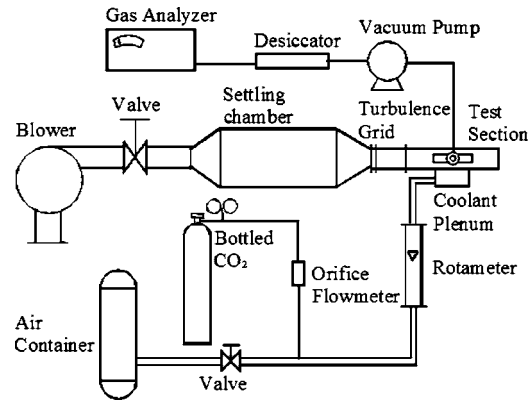 Gas Analyzer
Desiccator
Vacuum Pump
Valve
Settling
chamber
Turbulence
Grid
Test
Section
Blower
Coolant
Plenum
Bottled
CO₂
Orifice
Flowmeter
Rotameter
Air
Container
Valve